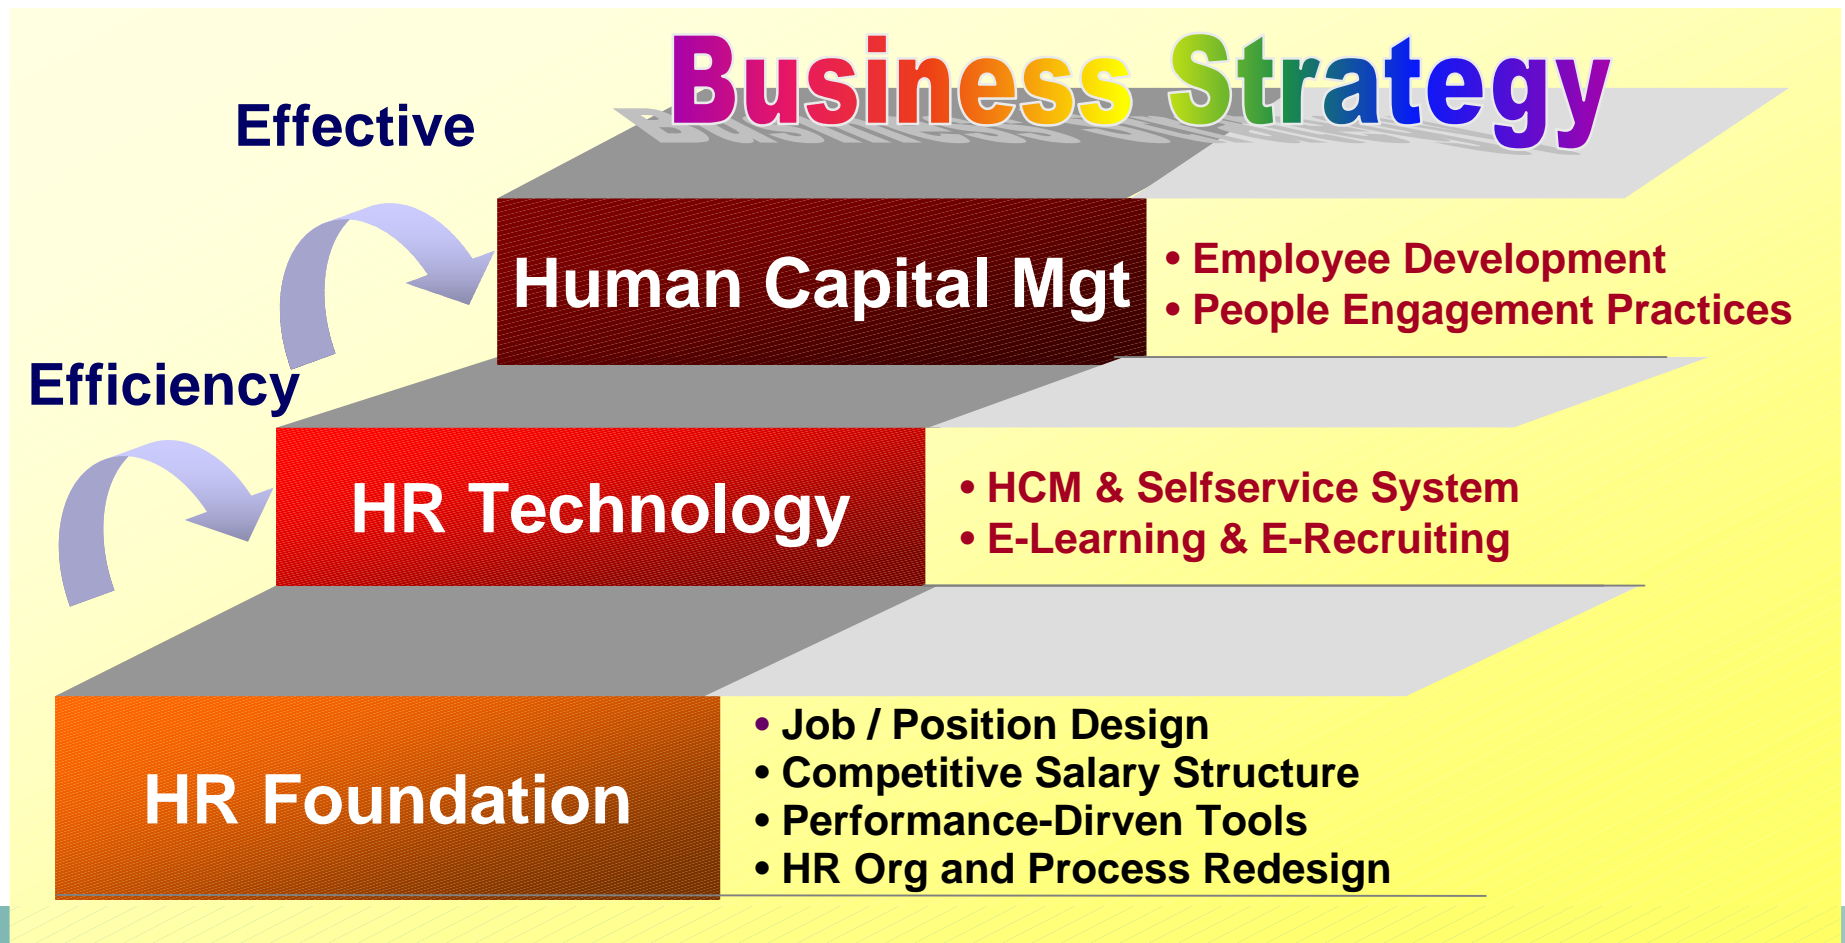 Business Strategy
Effective
Human Capital Mgt
• Employee Development
• People Engagement Practices
Efficiency
HR Technology
• HCM & Selfservice System
• E-Learning & E-Recruiting
HR Foundation
• Job / Position Design
• Competitive Salary Structure
• Performance-Dirven Tools
• HR Org and Process Redesign